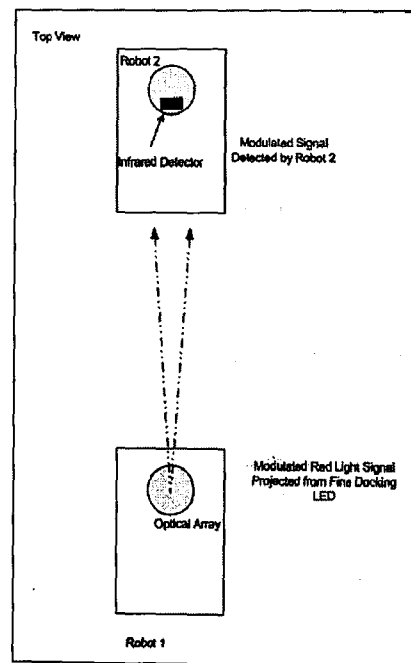 Top View
Robot 2
Infrared Detector
Modulated Signal
Detected by Robot 2
Modulated Red Light Signal
Projected from Fine Docking
LED
Optical Array
Robot 1